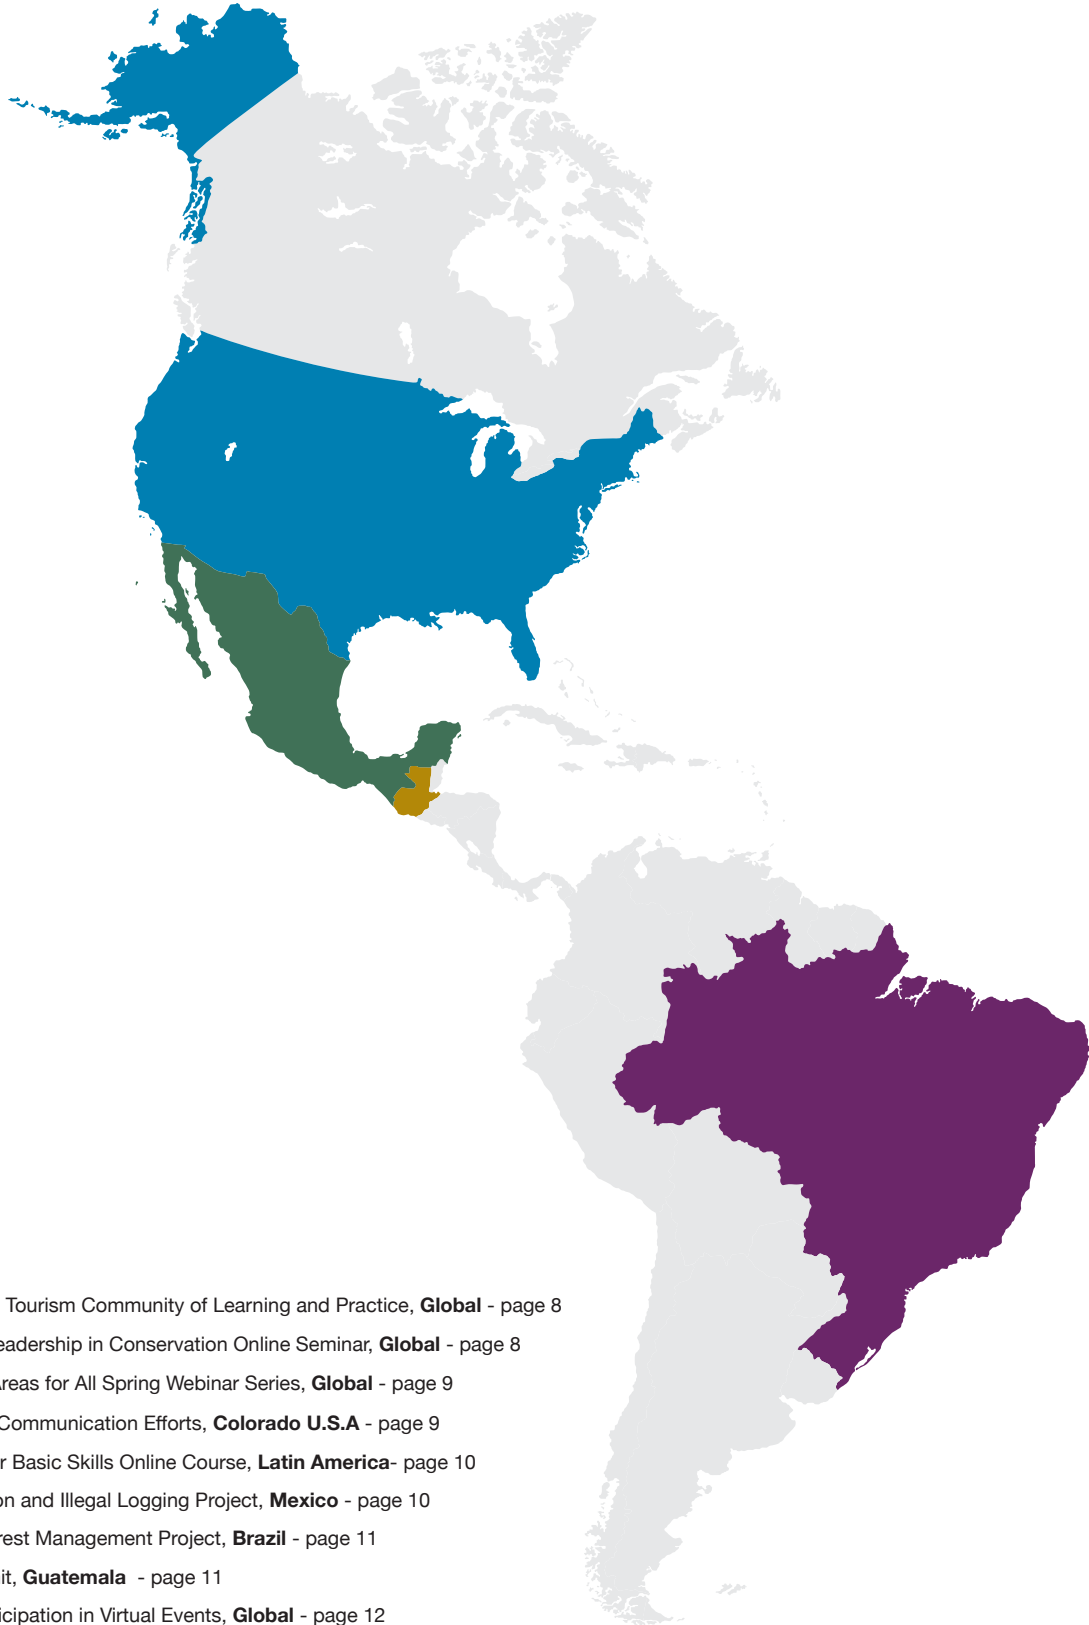 Tourism Community of Learning and Practice, Global - page 8
eadership in Conservation Online Seminar, Global - page 8
Areas for All Spring Webinar Series, Global - page 9
Communication Efforts, Colorado U.S.A - page 9
r Basic Skills Online Course, Latin America- page 10
on and Illegal Logging Project, Mexico - page 10
rest Management Project, Brazil - page 11
it, Guatemala - page 11
icipation in Virtual Events, Global - page 12